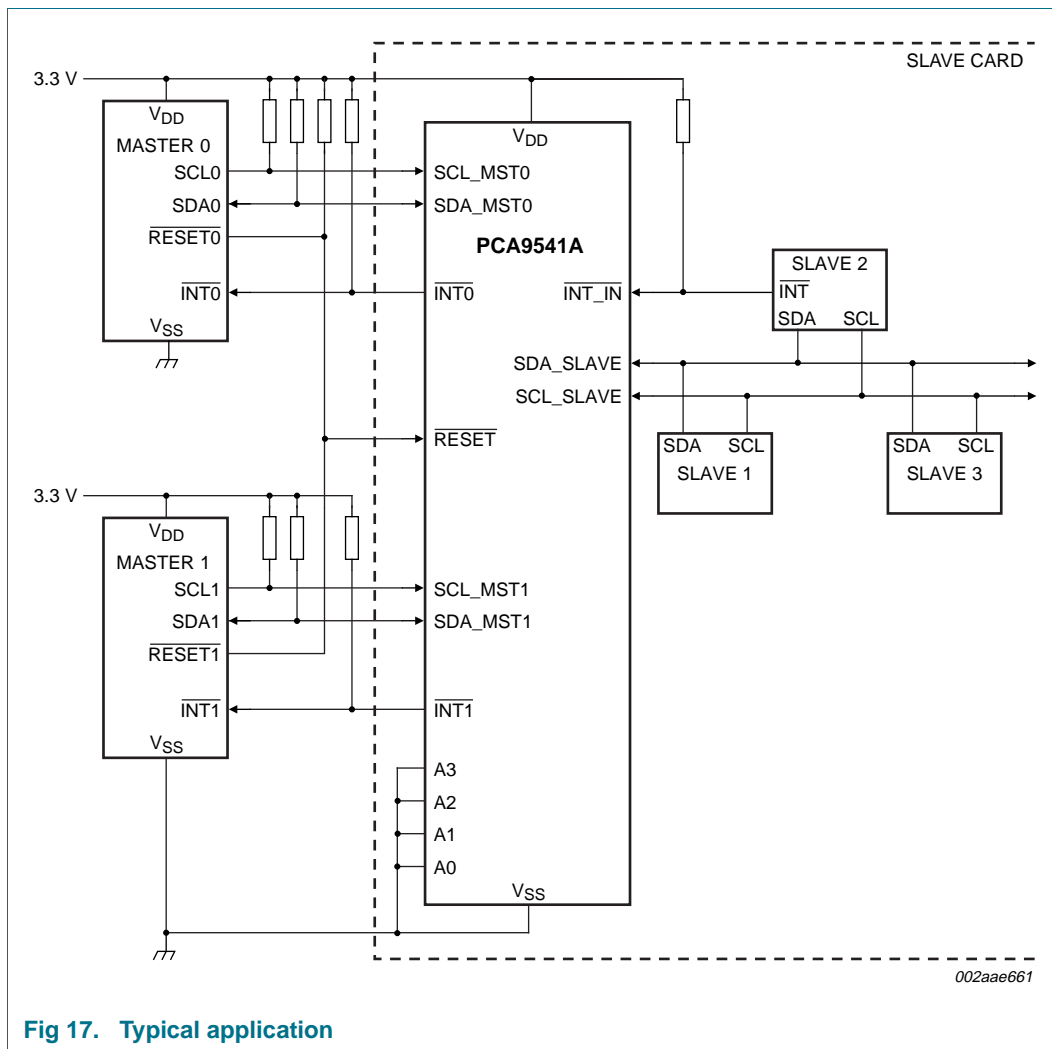 SLAVE CARD
3.3 V
VDD
MASTER 0
SCL0
SDA0
RESET0
INT0
VSS
VDD
SCL_MST0
SDA_MST0
PCA9541A
INT0
INT_IN
SLAVE 2
INT
SDA SCL
SDA_SLAVE
SCL_SLAVE
RESET
SDA SCL
SLAVE 1
SDA SCL
SLAVE 3
3.3 V
VDD
MASTER 1
SCL1
SDA1
RESET1
INT1
VSS
SCL_MST1
SDA_MST1
INT1
A3
A2
A1
A0
VSS
002aae661
Fig 17. Typical application